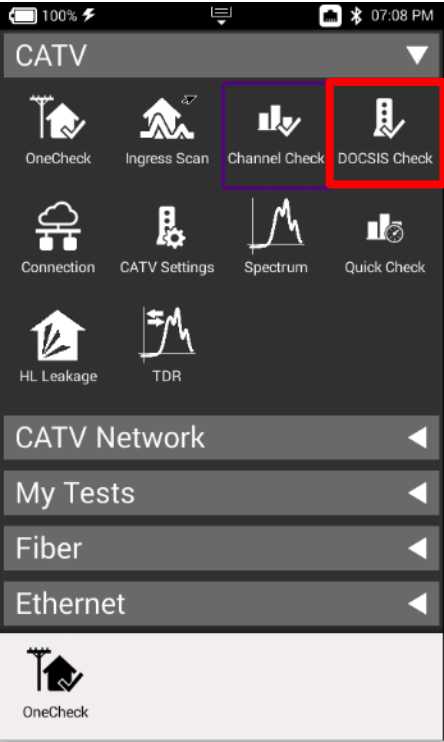 100% 07:08 PM
CATV
OneCheck Ingress Scan Channel Check DOCSIS Check
Connection CATV Settings Spectrum Quick Check
HL Leakage TDR
CATV Network
My Tests
Fiber
Ethernet
OneCheck